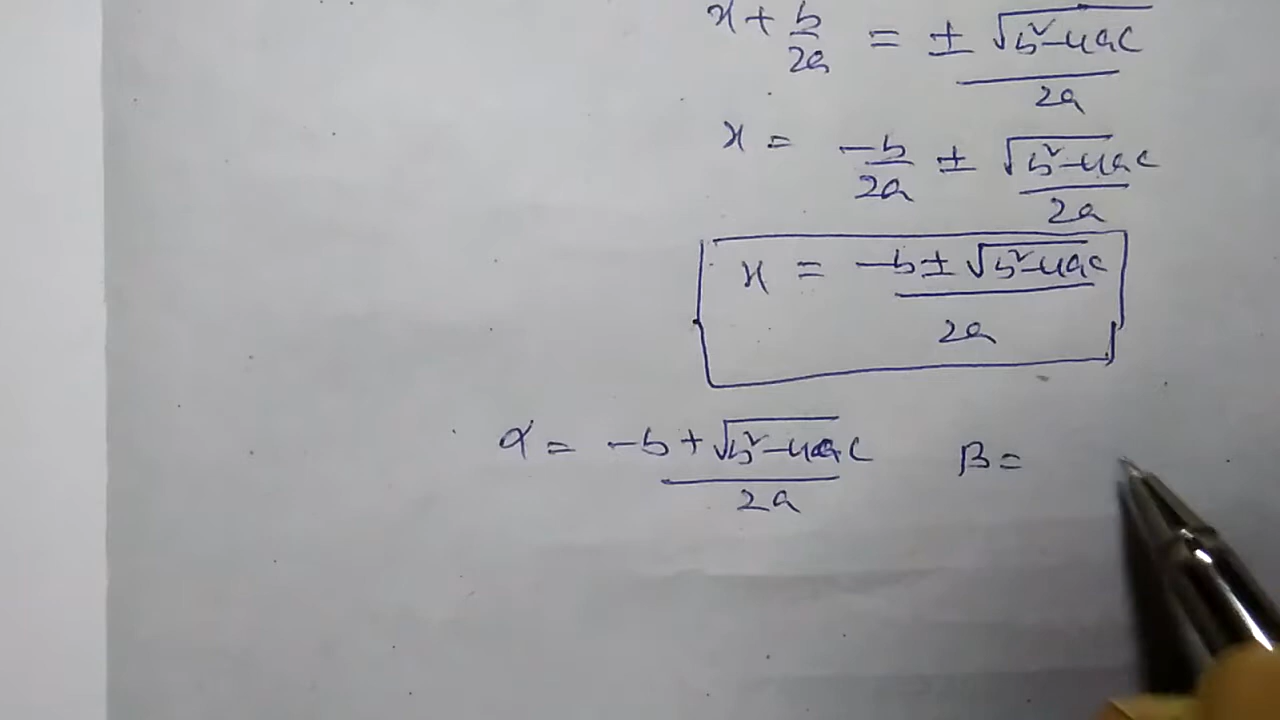 x + b/2a = ± √b²-4ac/2a
x = -b/2a ± √b²-4ac/2a
x = -b ± √b²-4ac/2a
α = -b + √b²-4ac/2a β =